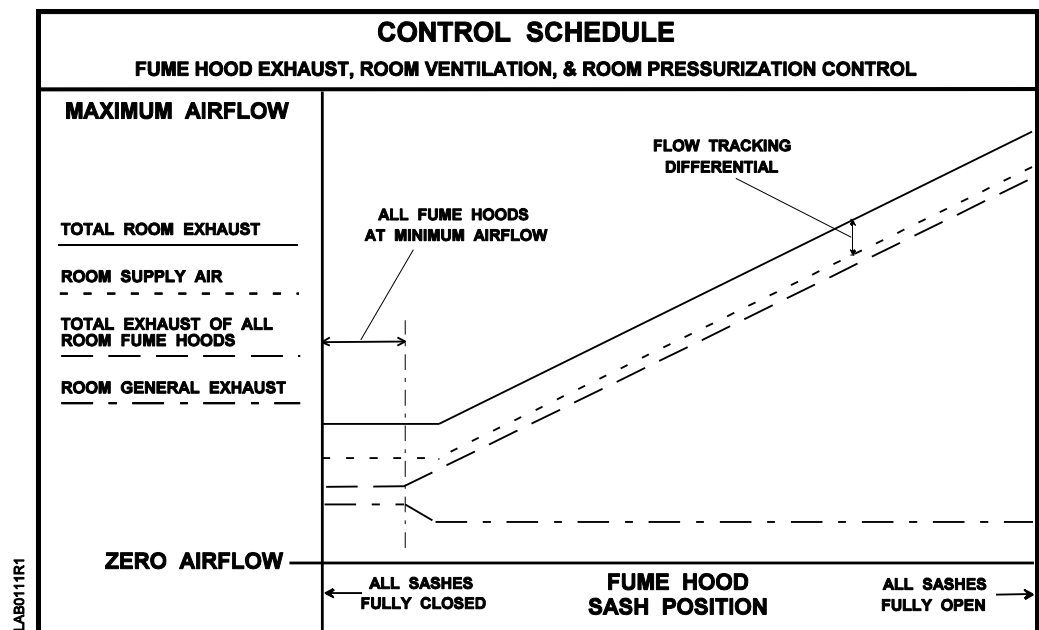 CONTROL SCHEDULE
FUME HOOD EXHAUST, ROOM VENTILATION, & ROOM PRESSURIZATION CONTROL
MAXIMUM AIRFLOW
TOTAL ROOM EXHAUST
ROOM SUPPLY AIR
TOTAL EXHAUST OF ALL
ROOM FUME HOODS
ROOM GENERAL EXHAUST
ALL FUME HOODS
AT MINIMUM AIRFLOW
FLOW TRACKING
DIFFERENTIAL
ZERO AIRFLOW
ALL SASHES
FULLY CLOSED
FUME HOOD
SASH POSITION
ALL SASHES
FULLY OPEN
LAB0111R1